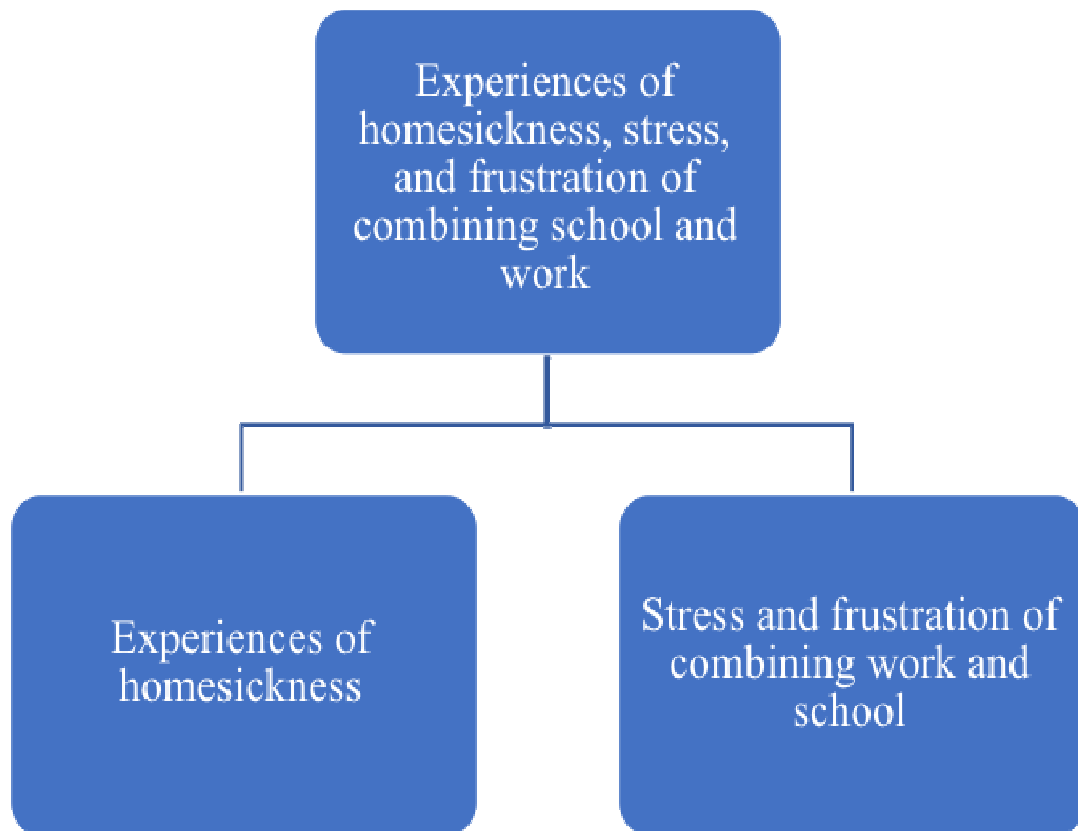 Experiences of
homesickness, stress,
and frustration of
combining school and
work
Experiences of
homesickness
Stress and frustration of
combining work and
school